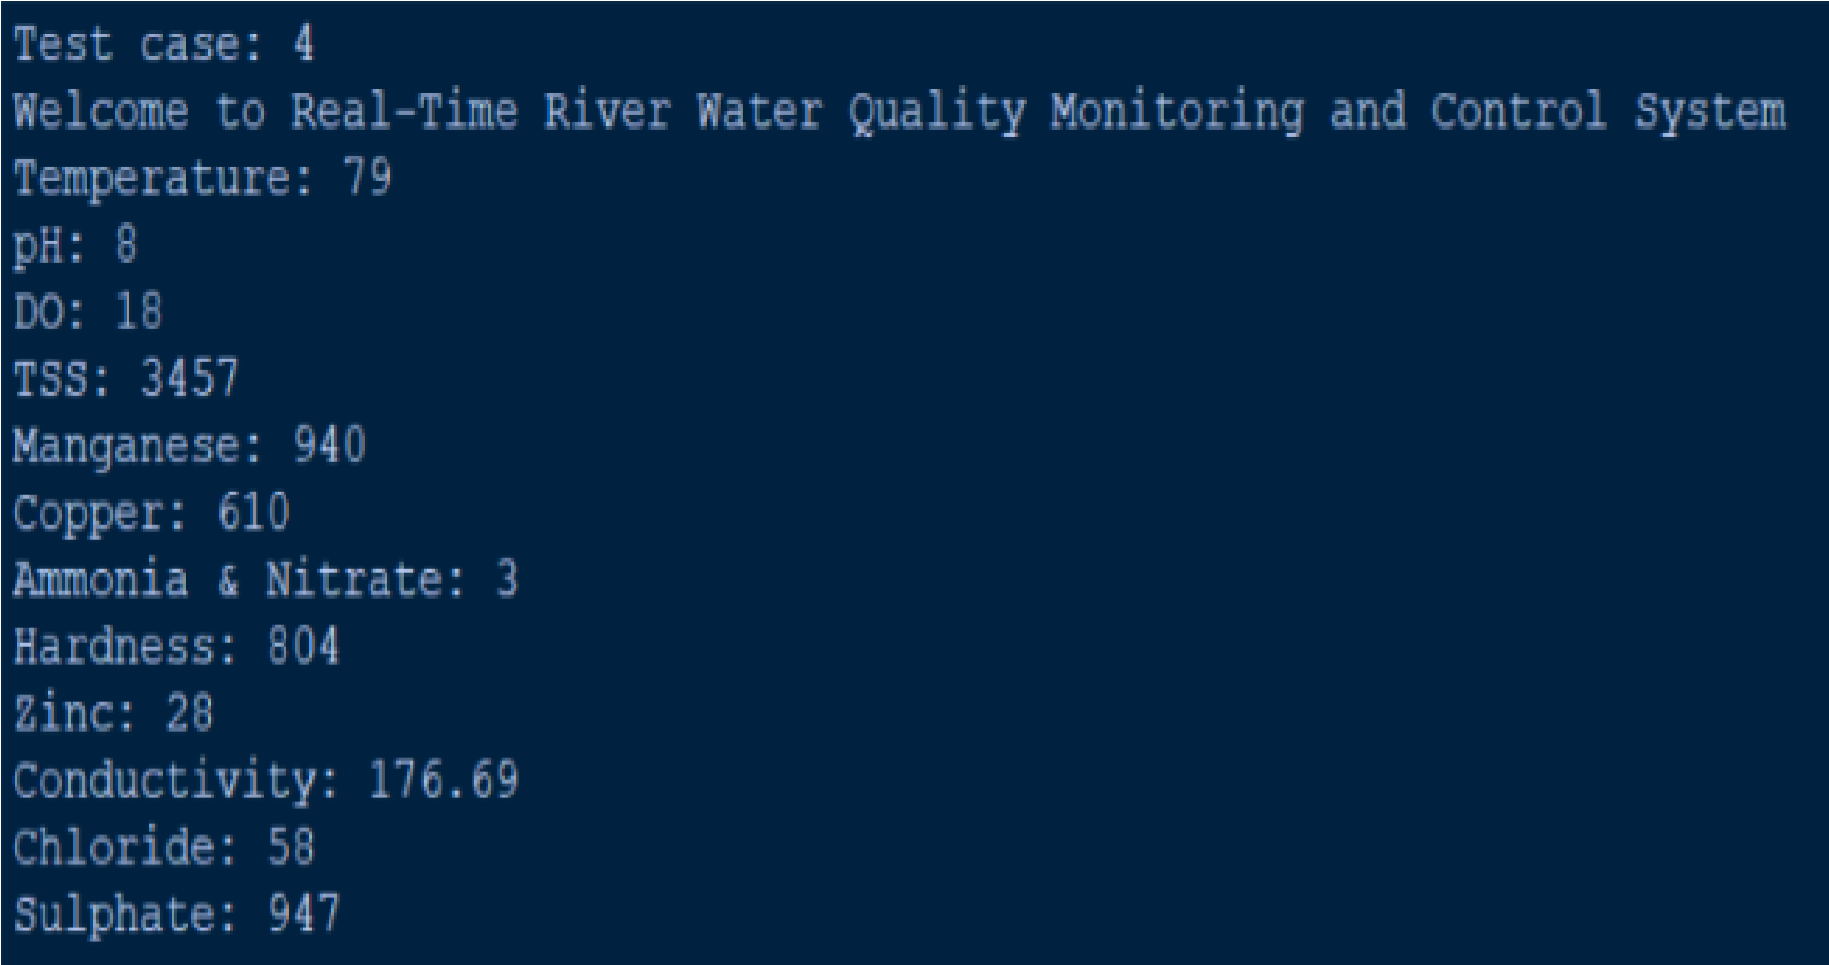 Test case: 4
Welcome to Real-Time River Water Quality Monitoring and Control System
Temperature: 79
pH: 8
DO: 18
TSS: 3457
Manganese: 940
Copper: 610
Ammonia & Nitrate: 3
Hardness: 804
Zinc: 28
Conductivity: 176.69
Chloride: 58
Sulphate: 947